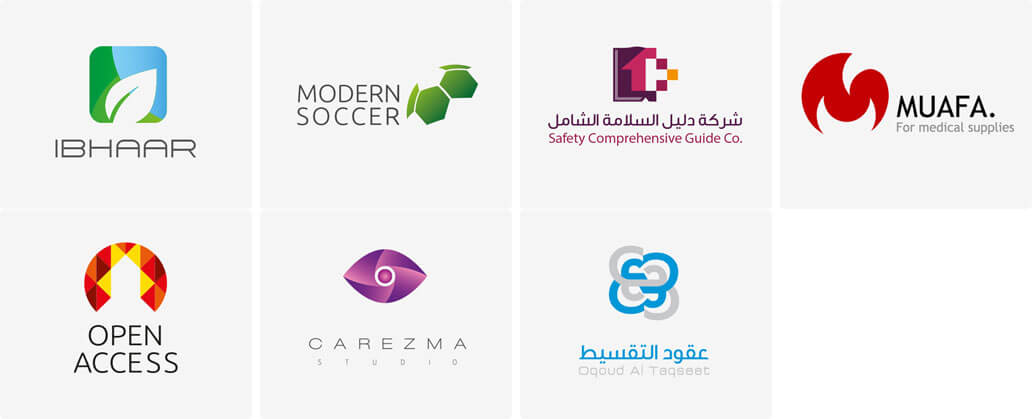 IBHAAR
MODERN
SOCCER
شركة دليل السلامة الشامل
Safety Comprehensive Guide Co.
MUAFA.
For medical supplies
OPEN
ACCESS
CAREZMA
STUDIO
عقود التقسيط
Oqoud Al Taqseet